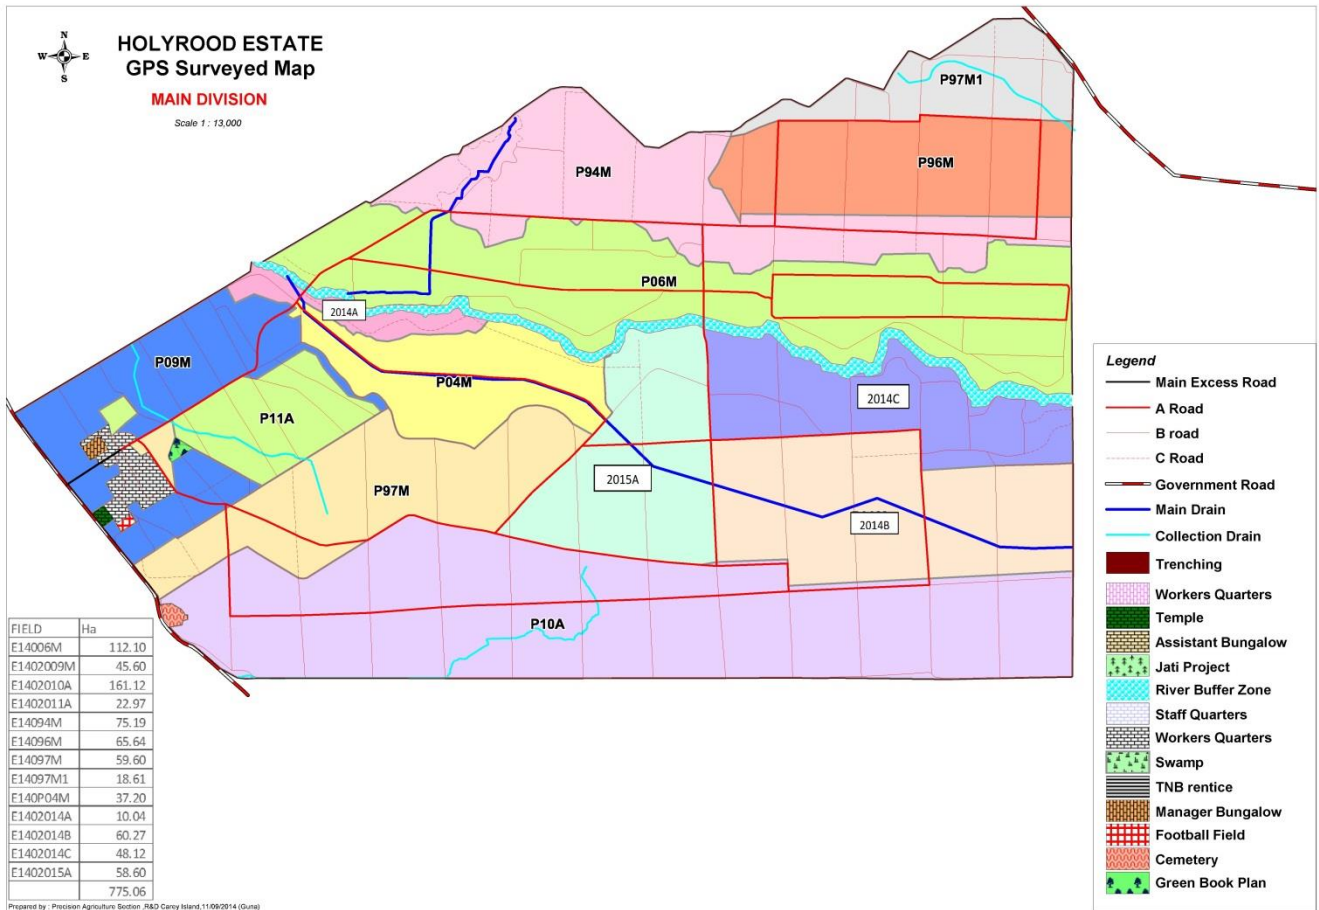 N
W E
S
HOLYROOD ESTATE
GPS Surveyed Map
MAIN DIVISION
Scale 1 : 13,000
P97M1
P96M
P94M
P06M
2014A
P09M
P04M
2014C
P11A
2015A
P97M
2014B
P10A
Legend
Main Excess Road
A Road
B road
C Road
Government Road
Main Drain
Collection Drain
Trenching
Workers Quarters
Temple
Assistant Bungalow
Jati Project
River Buffer Zone
Staff Quarters
Workers Quarters
Swamp
TNB rentice
Manager Bungalow
Football Field
Cemetery
Green Book Plan
FIELD Ha
E14006M 112.10
E1402009M 45.60
E1402010A 161.12
E1402011A 22.97
E14094M 75.19
E14096M 65.64
E14097M 59.60
E14097M1 18.61
E140P04M 37.20
E1402014A 10.04
E1402014B 60.27
E1402014C 48.12
E1402015A 58.60
775.06
Prepared by : Precision Agriculture Section ,R&D Carey Island,11/09/2014 (Guna)